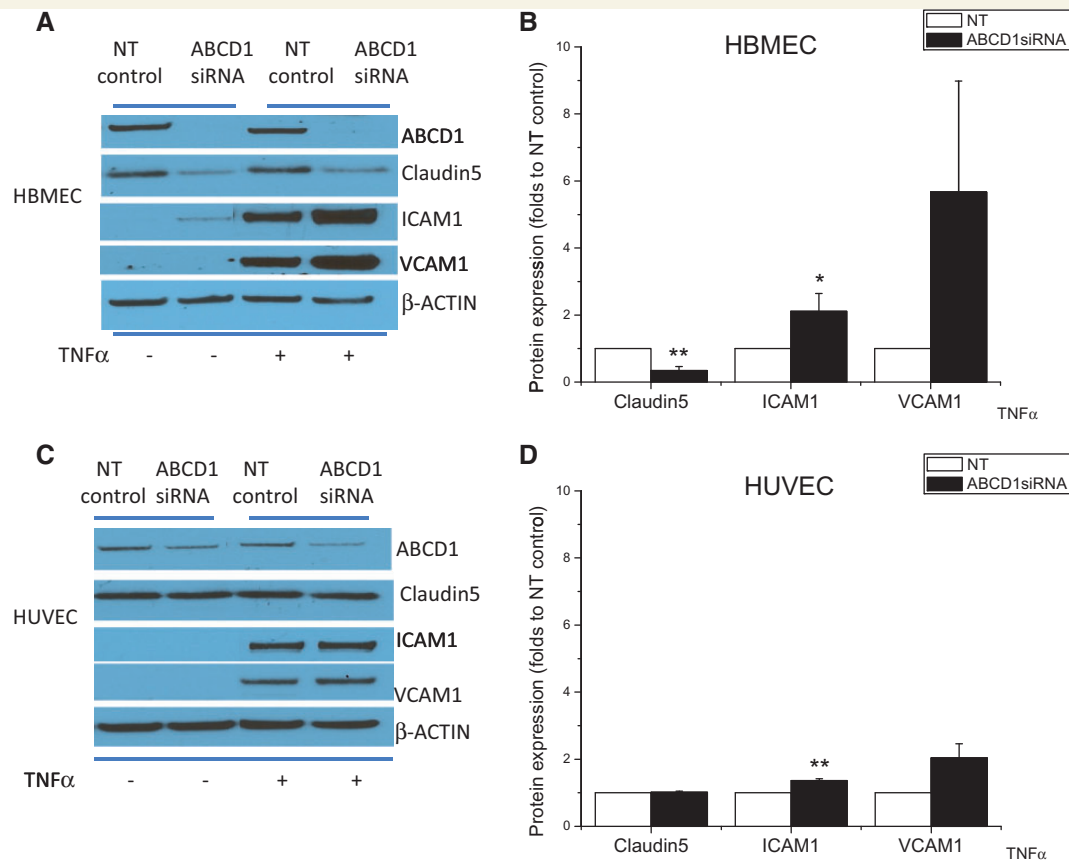 A
NT ABCD1 NT ABCD1
control siRNA control siRNA
ABCD1
Claudin5
HBMEC
ICAM1
VCAM1
β-ACTIN
TNFα - - + +
B
NT
ABCD1siRNA
HBMEC
Protein expression (folds to NT control)
10
8
6
4
2
0
**
*
Claudin5 ICAM1 VCAM1
TNFα
C
NT ABCD1 NT ABCD1
control siRNA control siRNA
ABCD1
Claudin5
HUVEC
ICAM1
VCAM1
β-ACTIN
TNFα - - + +
D
NT
ABCD1siRNA
HUVEC
Protein expression (folds to NT control)
10
8
6
4
2
0
**
Claudin5 ICAM1 VCAM1
TNFα